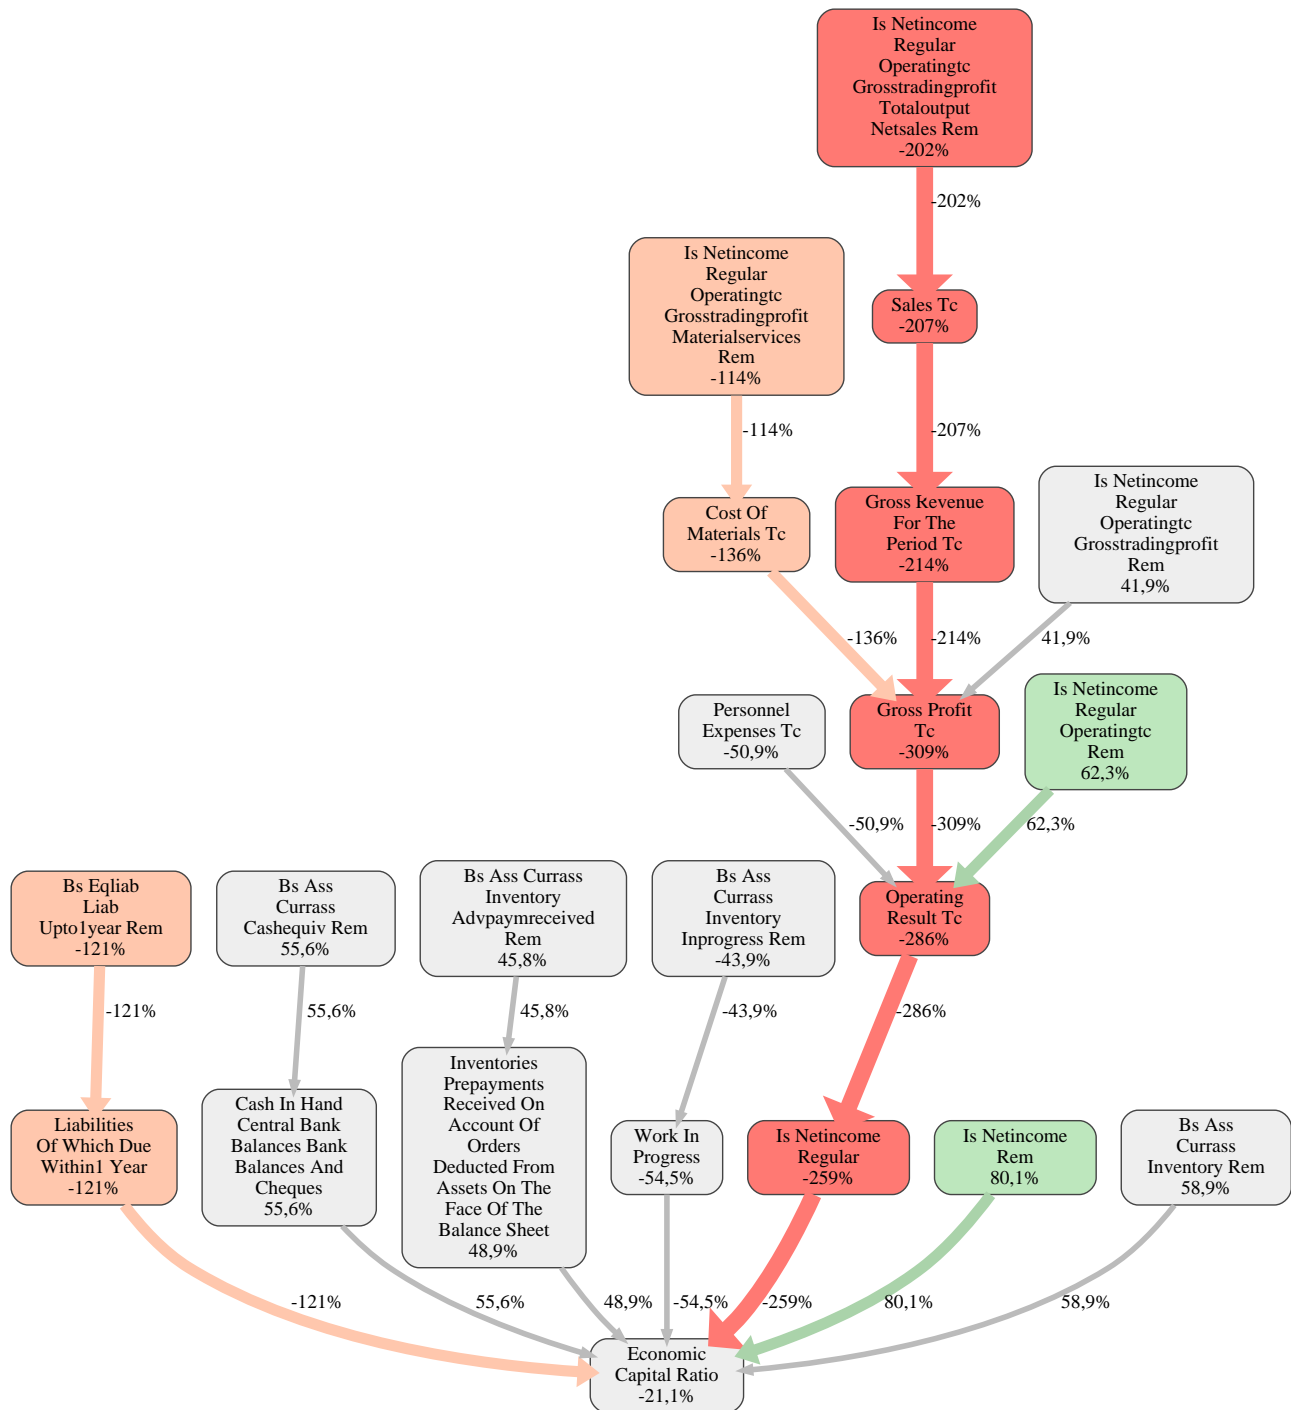 Is Netincome
Regular
Operatingtc
Grosstradingprofit
Totaloutput
Netsales Rem
-202%
-202%
Is Netincome
Regular
Operatingtc
Grosstradingprofit
Materialservices
Rem
-114%
Sales Tc
-207%
-114%
-207%
Cost Of
Materials Tc
-136%
Gross Revenue
For The
Period Tc
-214%
Is Netincome
Regular
Operatingtc
Grosstradingprofit
Rem
41,9%
-136%
-214%
41,9%
Personnel
Expenses Tc
-50,9%
Gross Profit
Tc
-309%
Is Netincome
Regular
Operatingtc
Rem
62,3%
-50,9%
-309%
62,3%
Bs Eqliab
Liab
Upto1year Rem
-121%
Bs Ass
Currass
Cashequiv Rem
55,6%
Bs Ass Currass
Inventory
Advpaymreceived
Rem
45,8%
Bs Ass
Currass
Inventory
Inprogress Rem
-43,9%
Operating
Result Tc
-286%
-121%
55,6%
45,8%
-43,9%
-286%
Liabilities
Of Which Due
Within1 Year
-121%
Cash In Hand
Central Bank
Balances Bank
Balances And
Cheques
55,6%
Inventories
Prepayments
Received On
Account Of
Orders
Deducted From
Assets On The
Face Of The
Balance Sheet
48,9%
Work In
Progress
-54,5%
Is Netincome
Regular
-259%
Is Netincome
Rem
80,1%
Bs Ass
Currass
Inventory Rem
58,9%
-121%
55,6%
48,9%
-54,5%
-259%
80,1%
58,9%
Economic
Capital Ratio
-21,1%